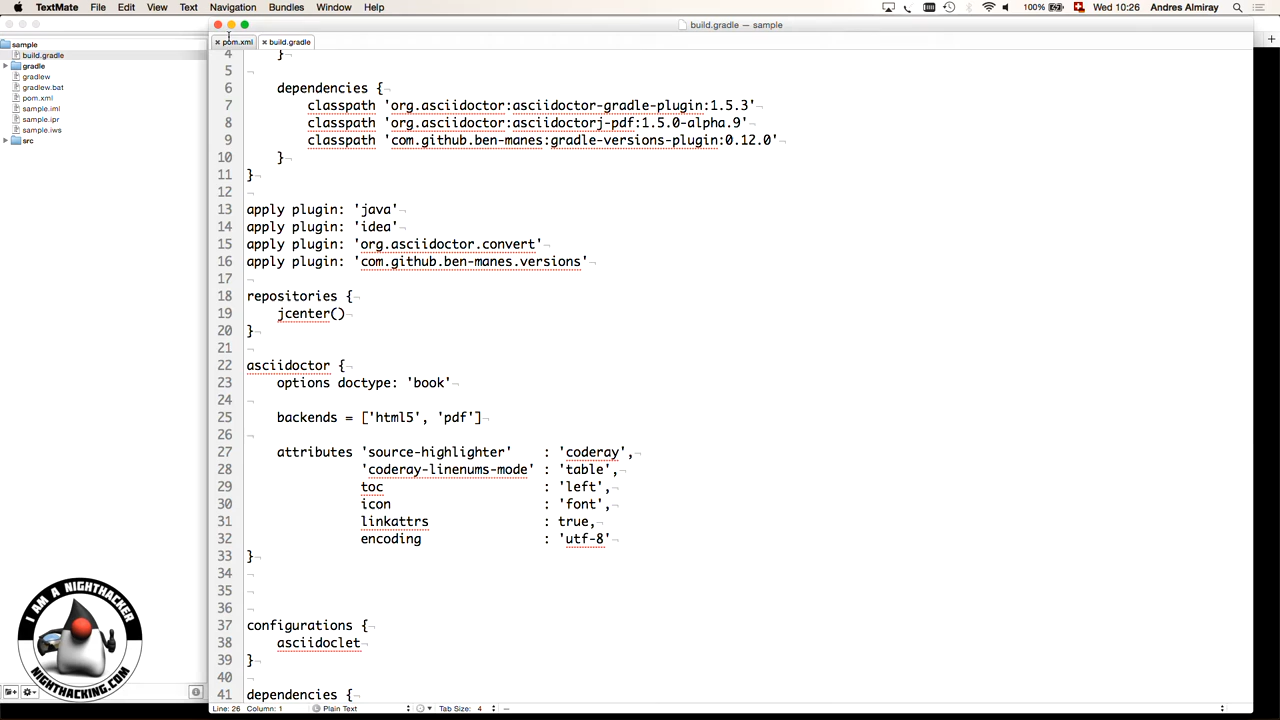 TextMate File Edit View Text Navigation Bundles Window Help 100% Wed 10:26 Andres Almiray
build.gradle — sample
sample
build.gradle
gradle
gradlew
gradlew.bat
pom.xml
sample.iml
sample.ipr
sample.iws
src
pom.xml build.gradle
4 }
5
6 dependencies {
7 classpath 'org.asciidoctor:asciidoctor-gradle-plugin:1.5.3'
8 classpath 'org.asciidoctor:asciidoctorj-pdf:1.5.0-alpha.9'
9 classpath 'com.github.ben-manes:gradle-versions-plugin:0.12.0'
10 }
11 }
12
13 apply plugin: 'java'
14 apply plugin: 'idea'
15 apply plugin: 'org.asciidoctor.convert'
16 apply plugin: 'com.github.ben-manes.versions'
17
18 repositories {
19 jcenter()
20 }
21
22 asciidoctor {
23 options doctype: 'book'
24
25 backends = ['html5', 'pdf']
26
27 attributes 'source-highlighter' : 'coderay',
28 'coderay-linenums-mode' : 'table',
29 toc : 'left',
30 icon : 'font',
31 linkattrs : true,
32 encoding : 'utf-8'
33 }
34
35
36
37 configurations {
38 asciidoclet
39 }
40
41 dependencies {
I AM A NIGHTHACKER
NIGHTHACKING.COM
Line: 26 Column: 1 Plain Text Tab Size: 4 —